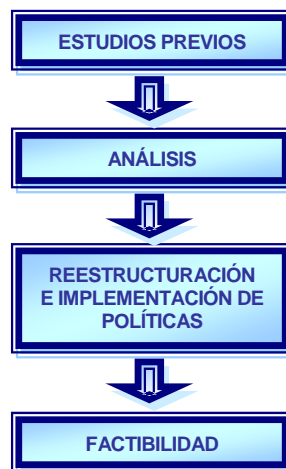 ESTUDIOS PREVIOS
ANÁLISIS
REESTRUCTURACIÓN
E IMPLEMENTACIÓN DE
POLÍTICAS
FACTIBILIDAD